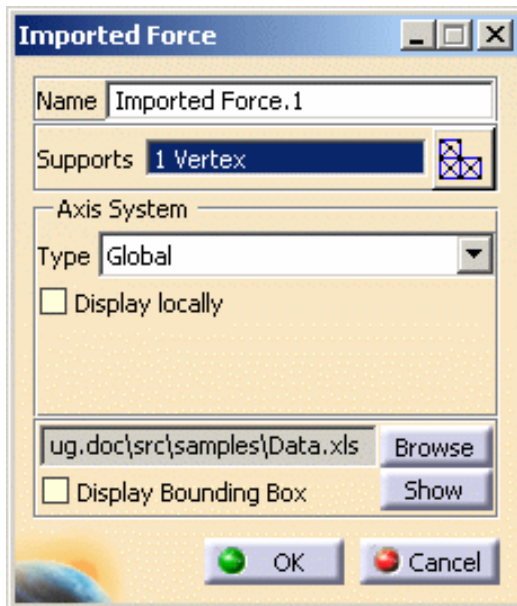 Imported Force
Name Imported Force.1
Supports 1 Vertex
Axis System
Type Global
Display locally
ug.doc\src\samples\Data.xls Browse
Display Bounding Box Show
OK Cancel